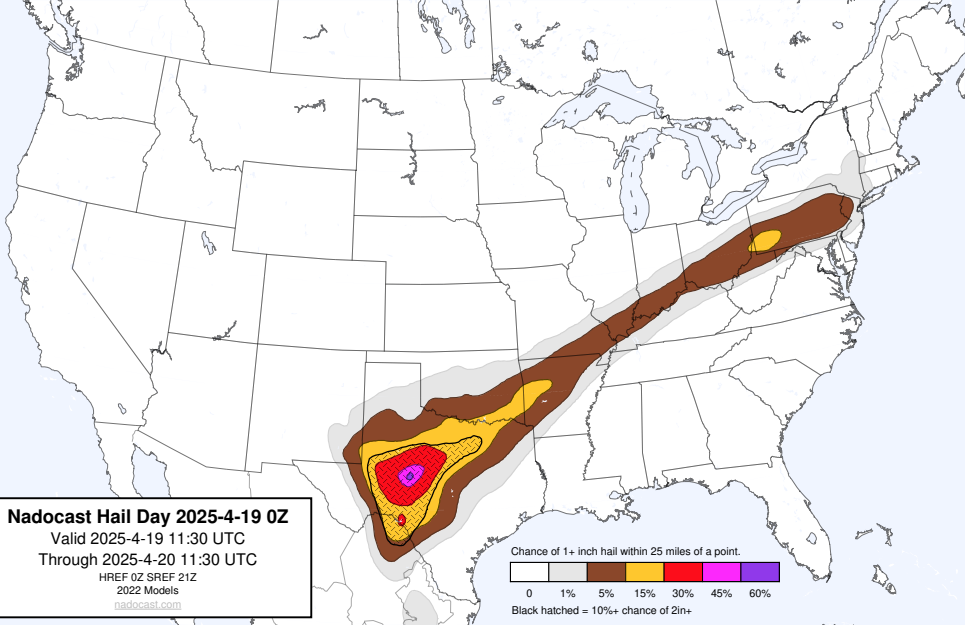 Nadocast Hail Day 2025-4-19 0Z
Valid 2025-4-19 11:30 UTC
Through 2025-4-20 11:30 UTC
HREF 0Z SREF 21Z
2022 Models
nadocast.com
Chance of 1+ inch hail within 25 miles of a point.
0 1% 5% 15% 30% 45% 60%
Black hatched = 10%+ chance of 2in+